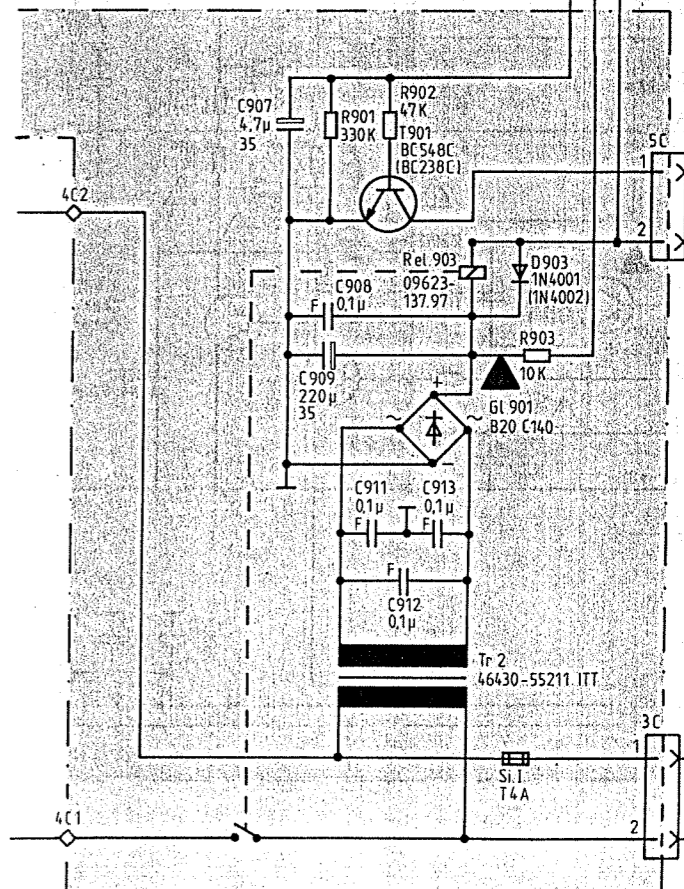 C907
4,7µ
35
R901
330K
R902
47K
T901
BC548C
(BC238C)
5C
1
2
4C2
Rel.903
09623-
137.97
D903
1N4001
(1N4002)
C908
F 0,1µ
C909
220µ
35
R903
10K
+
~ ~
Gl 901
B20 C140
-
C911
0,1µ
F
C913
0,1µ
F
F
C912
0,1µ
Tr 2
46430-55211 ITT
3C
1
Si.I
T4A
4C1
2